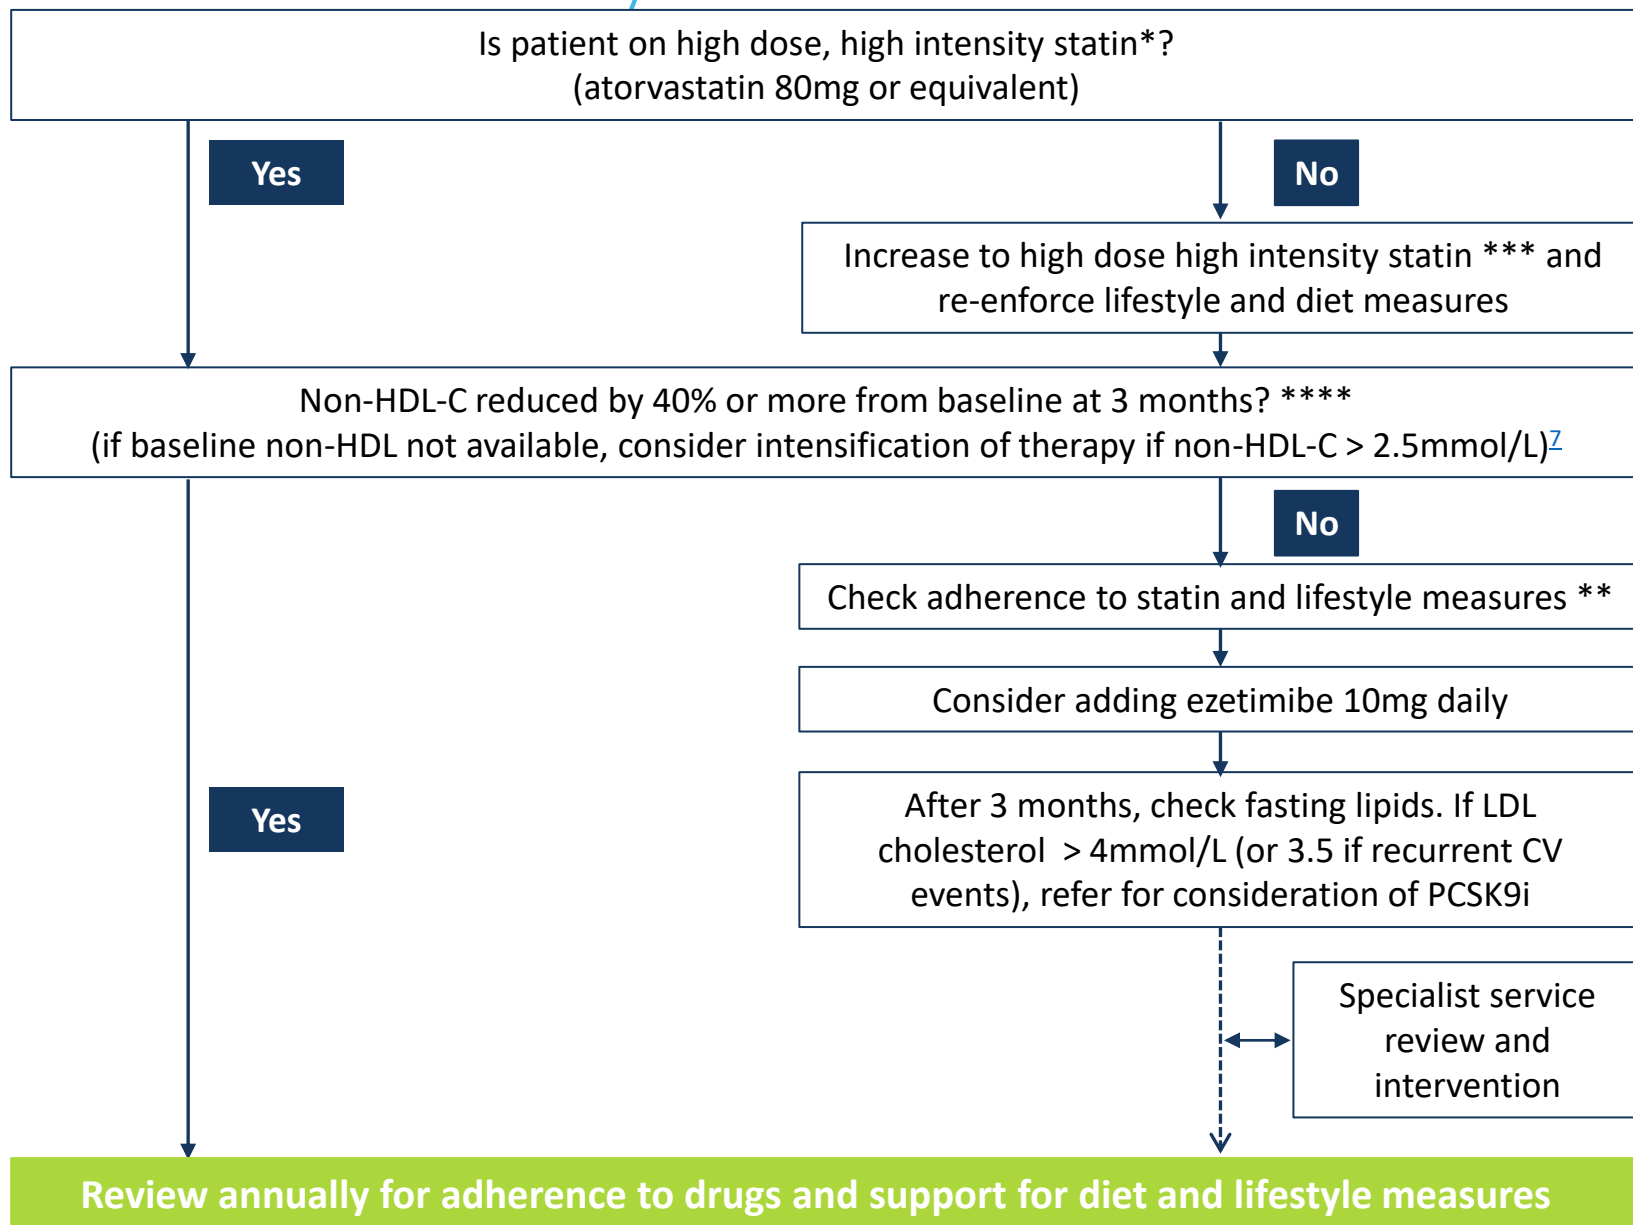 Is patient on high dose, high intensity statin*?
(atorvastatin 80mg or equivalent)
Yes
No
Increase to high dose high intensity statin *** and
re-enforce lifestyle and diet measures
Non-HDL-C reduced by 40% or more from baseline at 3 months? ****
(if baseline non-HDL not available, consider intensification of therapy if non-HDL-C > 2.5mmol/L)7
No
Check adherence to statin and lifestyle measures **
Consider adding ezetimibe 10mg daily
Yes
After 3 months, check fasting lipids. If LDL
cholesterol > 4mmol/L (or 3.5 if recurrent CV
events), refer for consideration of PCSK9i
Specialist service
review and
intervention
Review annually for adherence to drugs and support for diet and lifestyle measures